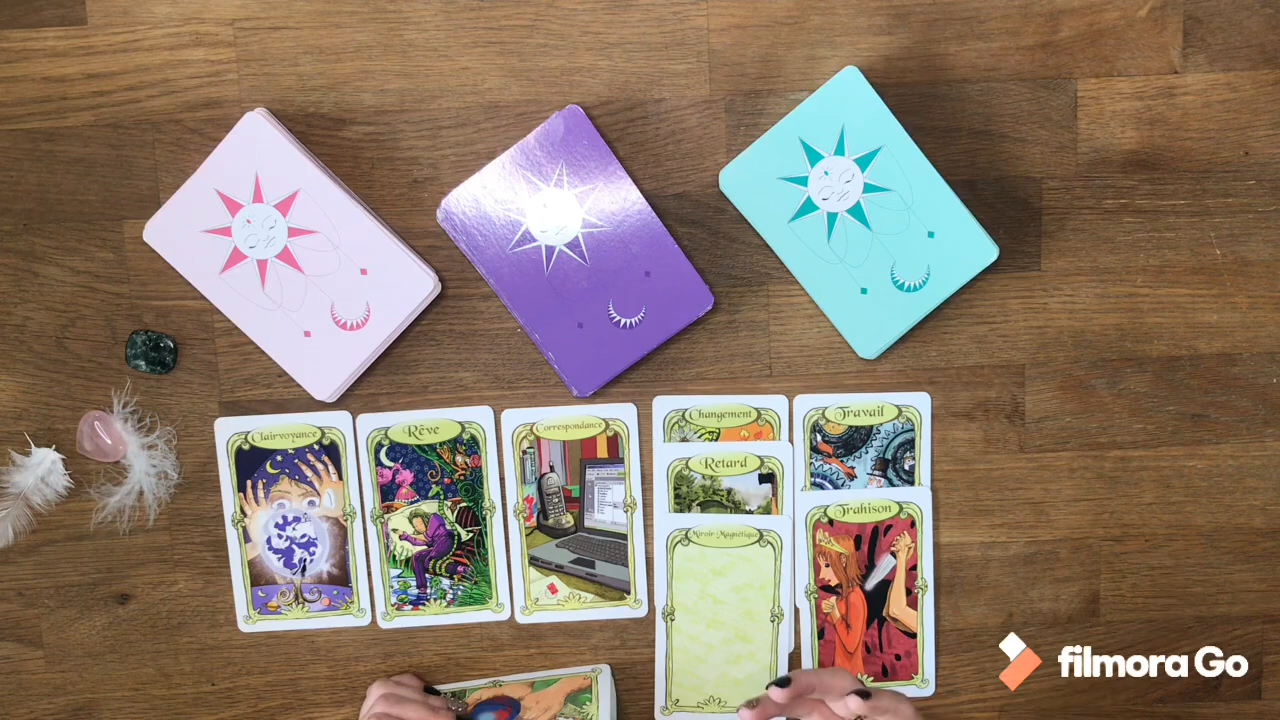 Clairvoyance
Rêve
Correspondance
Changement
Travail
Retard
Trahison
Miroir Magnétique
filmora Go